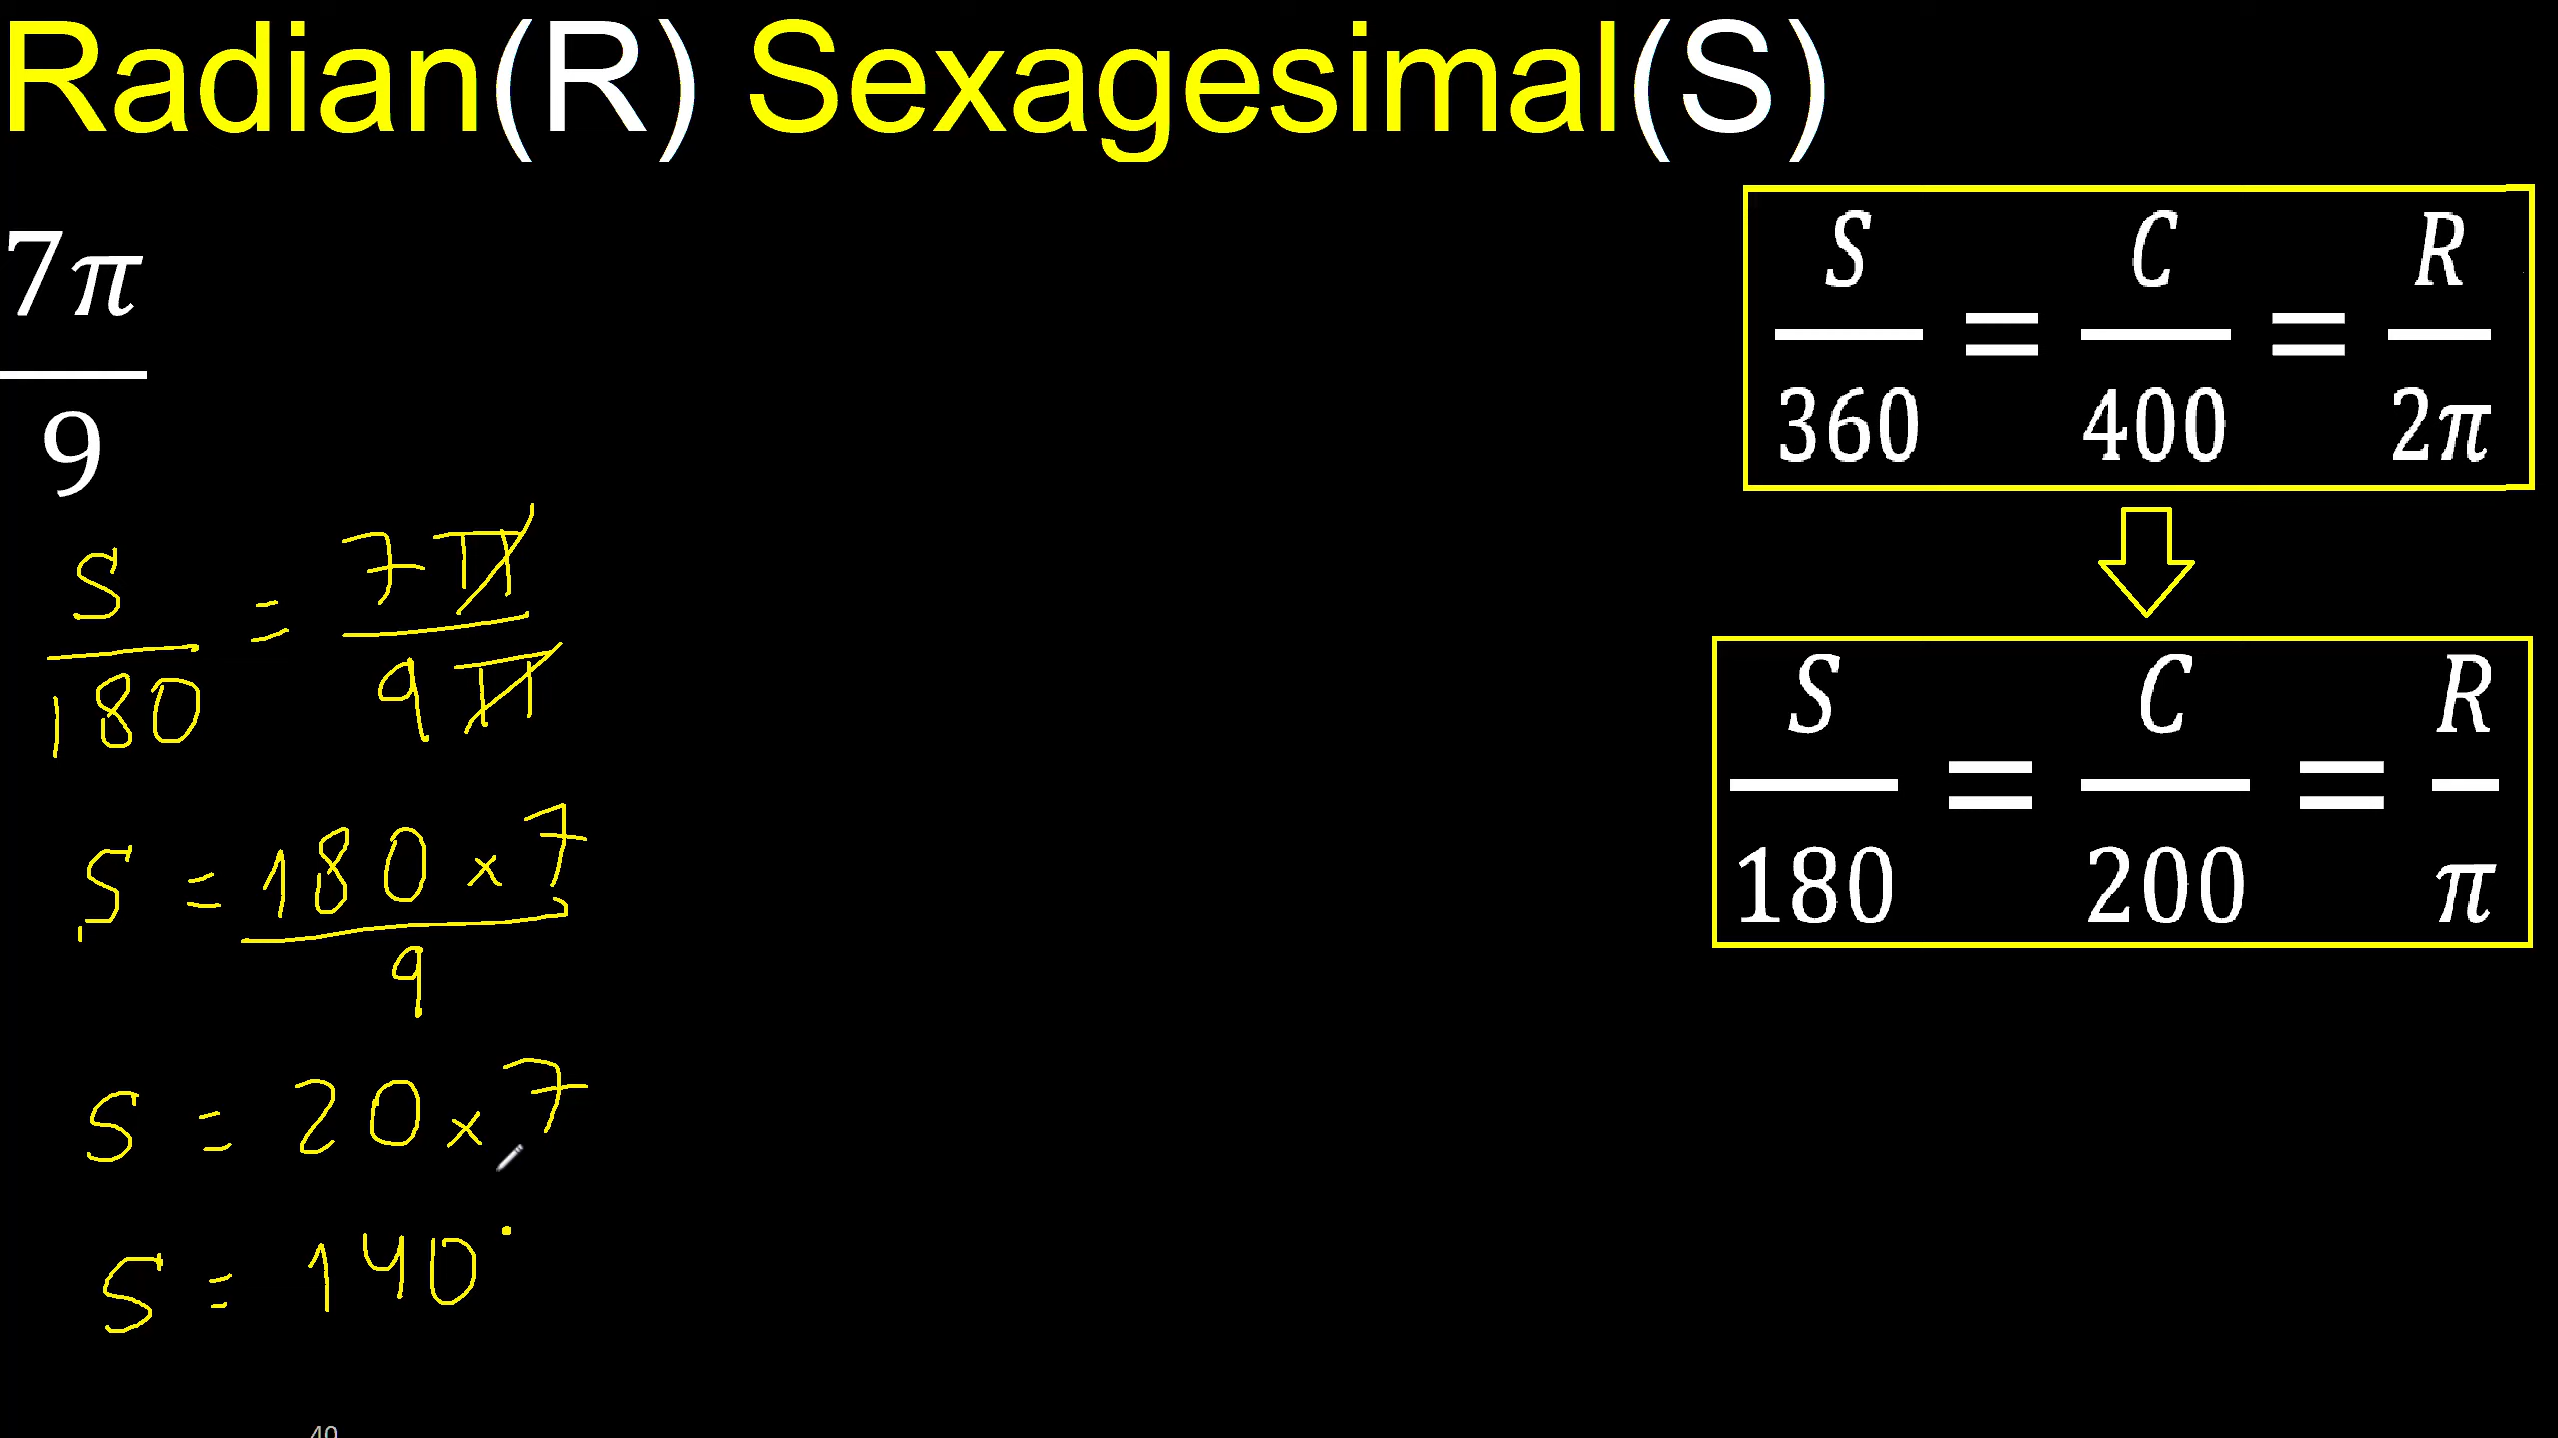 Radian(R) Sexagesimal(S)
7π/9
S/180 = 7π/9π
S = 180 × 7/9
S = 20 × 7
S = 140°
S/360 = C/400 = R/2π
S/180 = C/200 = R/π